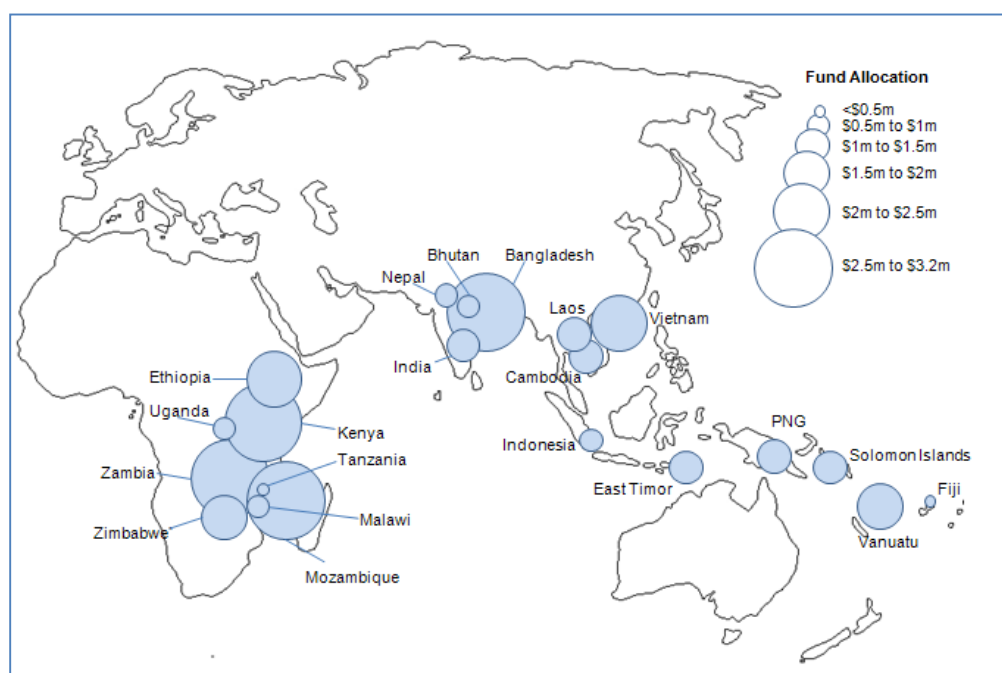 Fund Allocation
<$0.5m
$0.5m to $1m
$1m to $1.5m
$1.5m to $2m
$2m to $2.5m
$2.5m to $3.2m
Bhutan
Bangladesh
Nepal
Laos
Vietnam
India
Cambodia
Ethiopia
Uganda
Kenya
Indonesia
PNG
Tanzania
Solomon Islands
Zambia
East Timor
Fiji
Malawi
Zimbabwe
Vanuatu
Mozambique